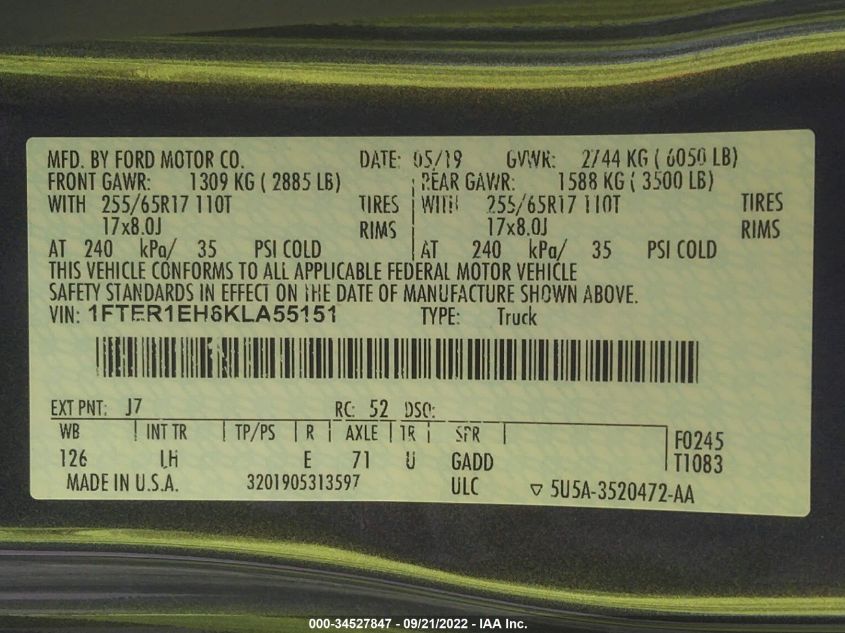 MFD. BY FORD MOTOR CO. DATE: 05/19 GVWR: 2744 KG ( 6050 LB)
FRONT GAWR: 1309 KG ( 2885 LB) REAR GAWR: 1588 KG ( 3500 LB)
WITH 255/65R17 110T TIRES WITH 255/65R17 110T TIRES
17x8.0J RIMS 17x8.0J RIMS
AT 240 kPa/ 35 PSI COLD AT 240 kPa/ 35 PSI COLD
THIS VEHICLE CONFORMS TO ALL APPLICABLE FEDERAL MOTOR VEHICLE
SAFETY STANDARDS IN EFFECT ON THE DATE OF MANUFACTURE SHOWN ABOVE.
VIN: 1FTER1EH6KLA55151 TYPE: Truck
EXT PNT: J7 RC: 52 DSO:
WB INT TR TP/PS R AXLE TR SPR F0245
126 LH E 71 U GADD T1083
MADE IN U.S.A. 3201905313597 ULC ▽ 5U5A-3520472-AA
000-34527847 - 09/21/2022 - IAA Inc.